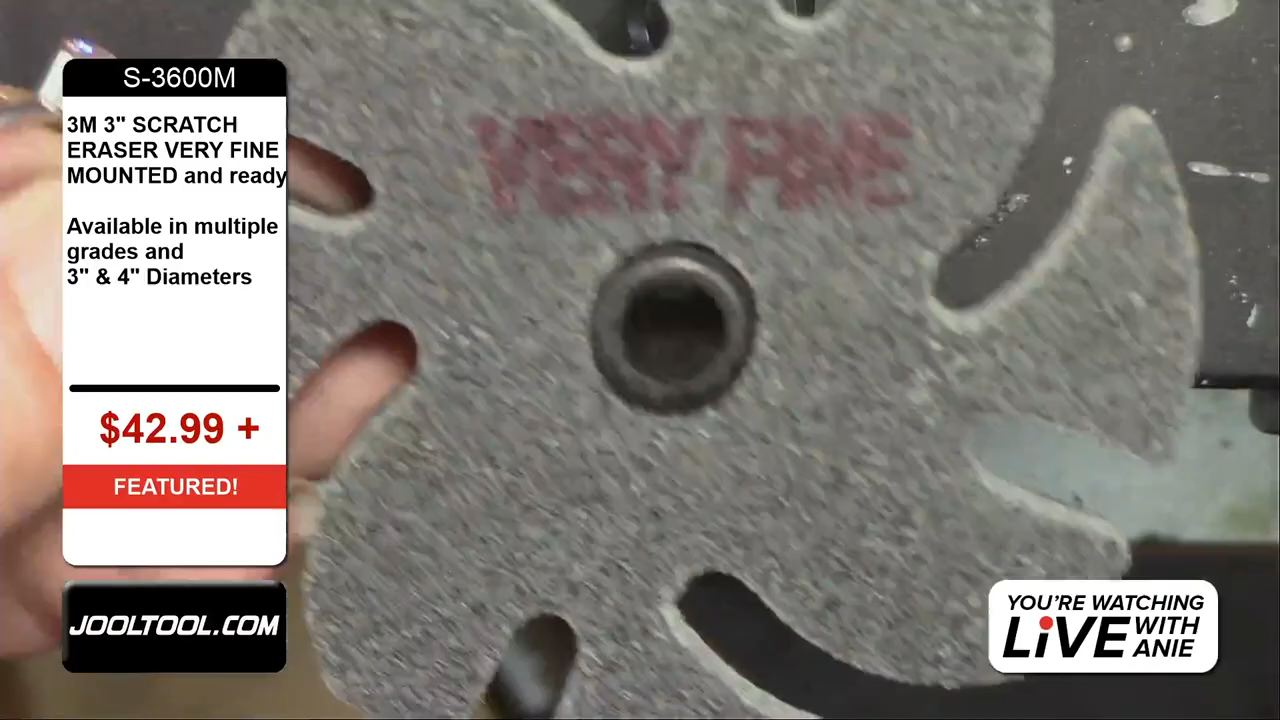 S-3600M
3M 3" SCRATCH
ERASER VERY FINE
MOUNTED and ready
Available in multiple
grades and
3" & 4" Diameters
$42.99 +
FEATURED!
JOOLTOOL.COM
VERY FINE
YOU'RE WATCHING
LiVE WITH
ANIE